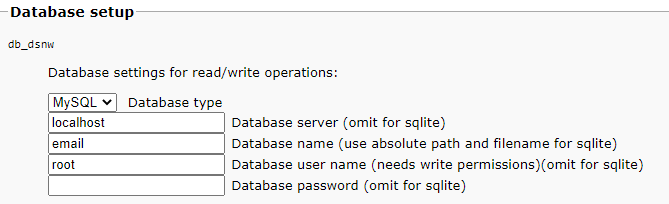 Database setup
db_dsnw
Database settings for read/write operations:
MySQL Database type
localhost Database server (omit for sqlite)
email Database name (use absolute path and filename for sqlite)
root Database user name (needs write permissions)(omit for sqlite)
Database password (omit for sqlite)